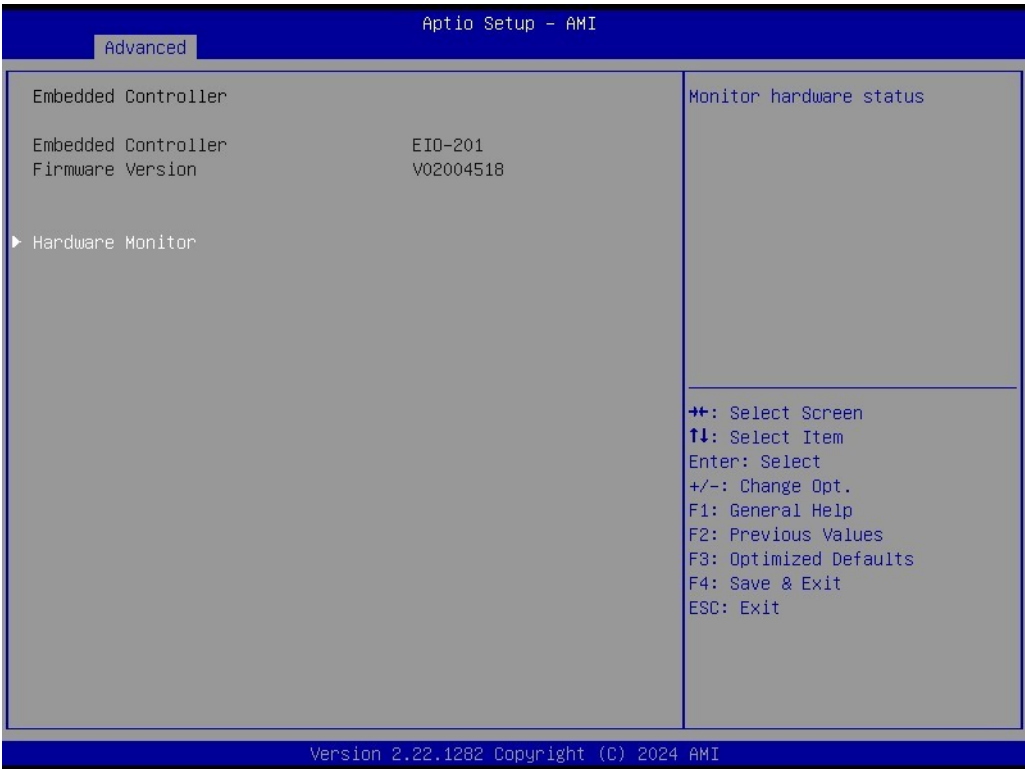 Aptio Setup – AMI
Advanced
Embedded Controller
Embedded Controller EIO-201
Firmware Version V02004518
Hardware Monitor
Monitor hardware status
→←: Select Screen
↑↓: Select Item
Enter: Select
+/-: Change Opt.
F1: General Help
F2: Previous Values
F3: Optimized Defaults
F4: Save & Exit
ESC: Exit
Version 2.22.1282 Copyright (C) 2024 AMI